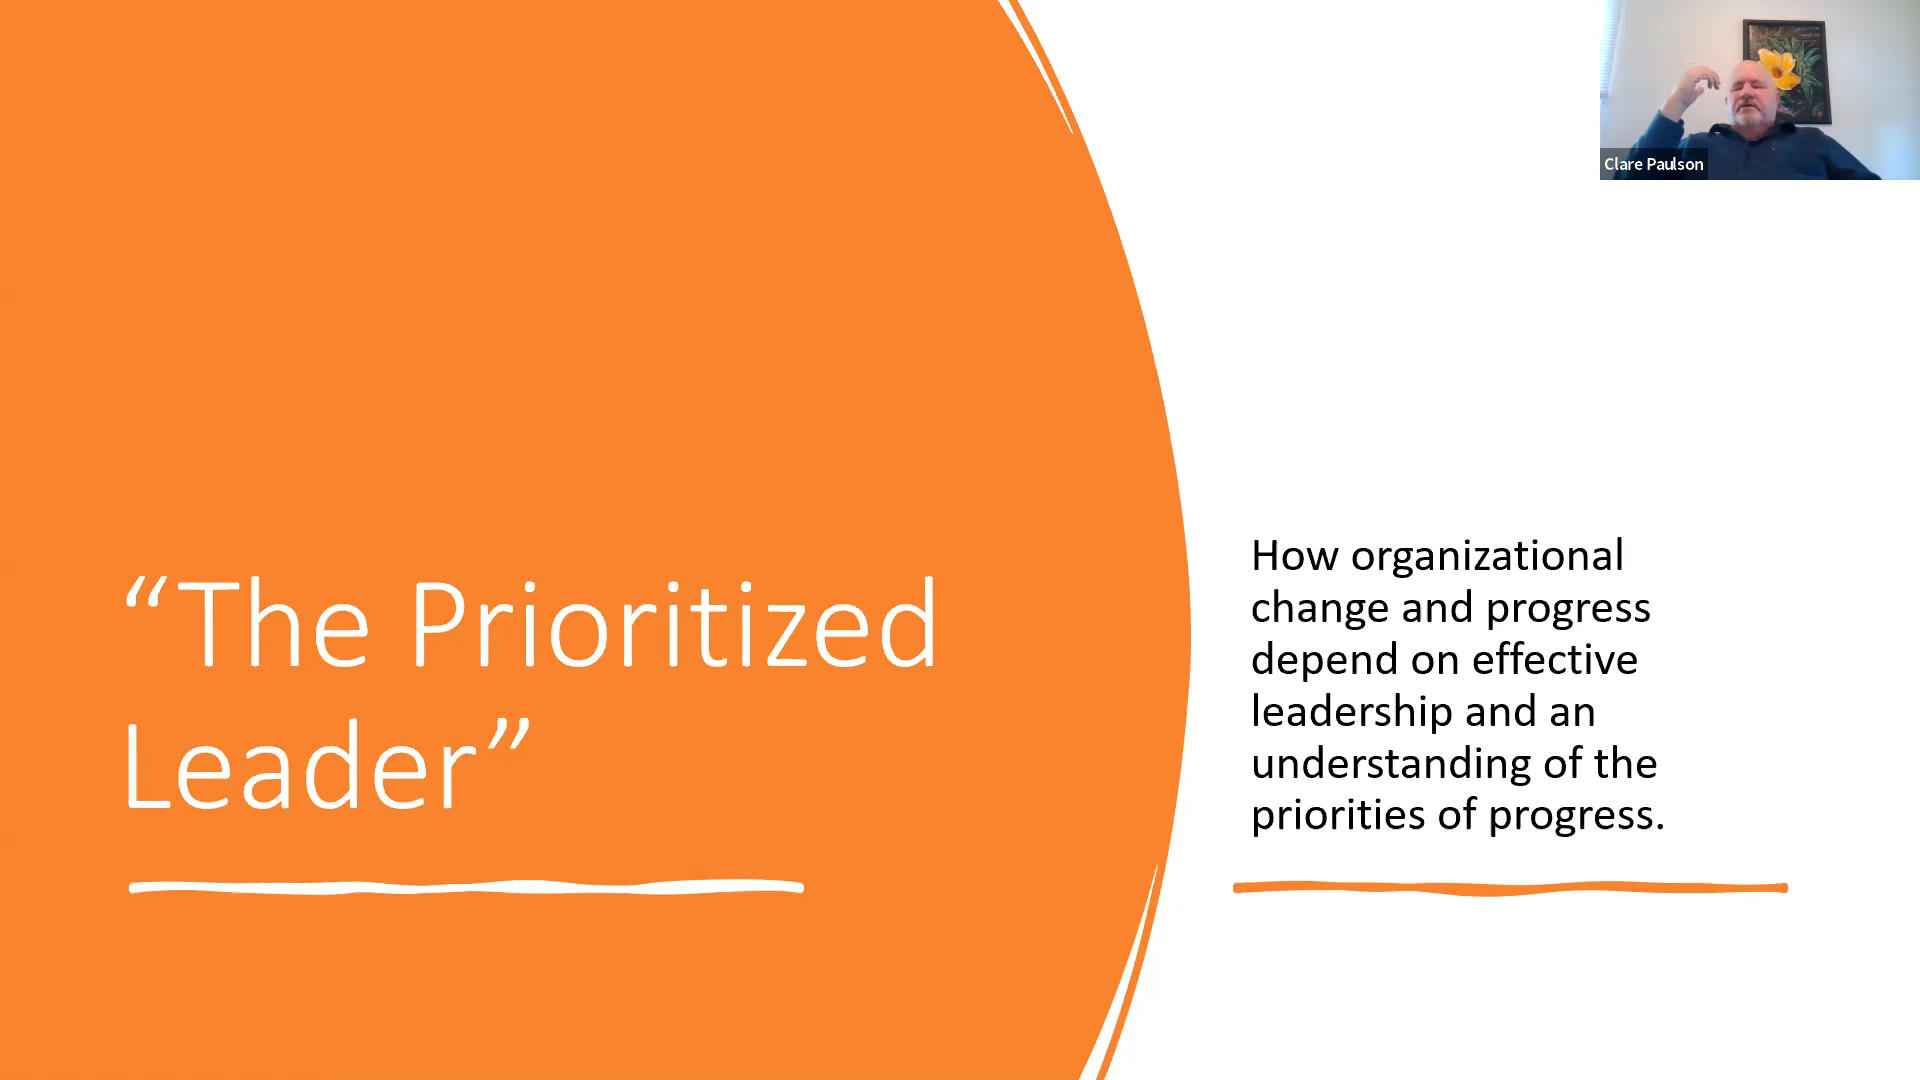 “The Prioritized
Leader”
How organizational
change and progress
depend on effective
leadership and an
understanding of the
priorities of progress.
Clare Paulson